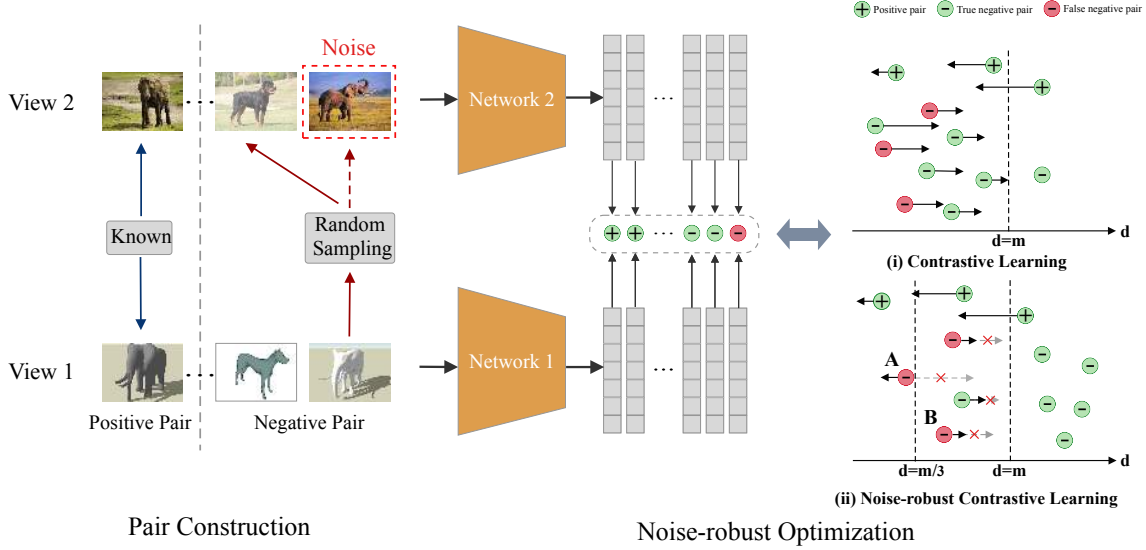 Positive pair
True negative pair
False negative pair
Noise
View 2
Network 2
Known
Random
Sampling
d
d=m
(i) Contrastive Learning
View 1
Network 1
A
B
Positive Pair
Negative Pair
d
d=m/3
d=m
(ii) Noise-robust Contrastive Learning
Pair Construction
Noise-robust Optimization